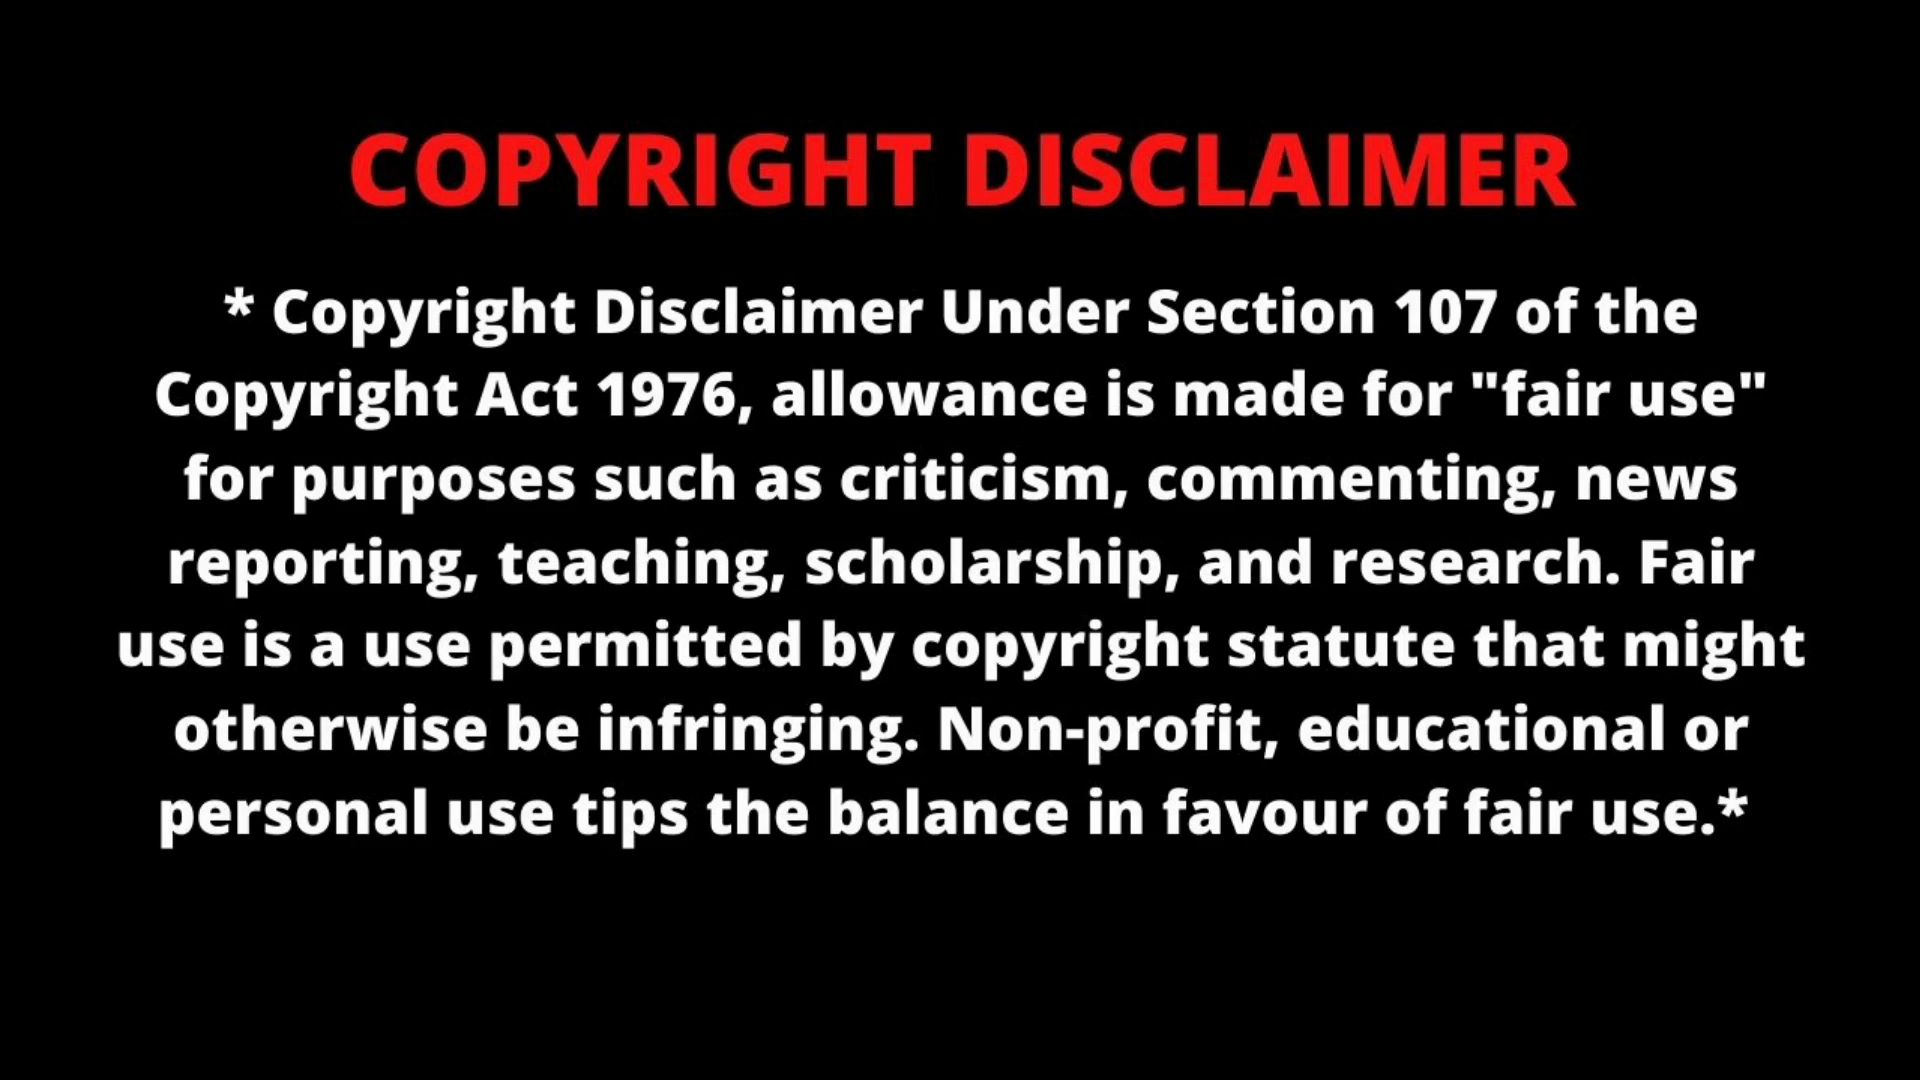 COPYRIGHT DISCLAIMER
* Copyright Disclaimer Under Section 107 of the
Copyright Act 1976, allowance is made for "fair use"
for purposes such as criticism, commenting, news
reporting, teaching, scholarship, and research. Fair
use is a use permitted by copyright statute that might
otherwise be infringing. Non-profit, educational or
personal use tips the balance in favour of fair use.*